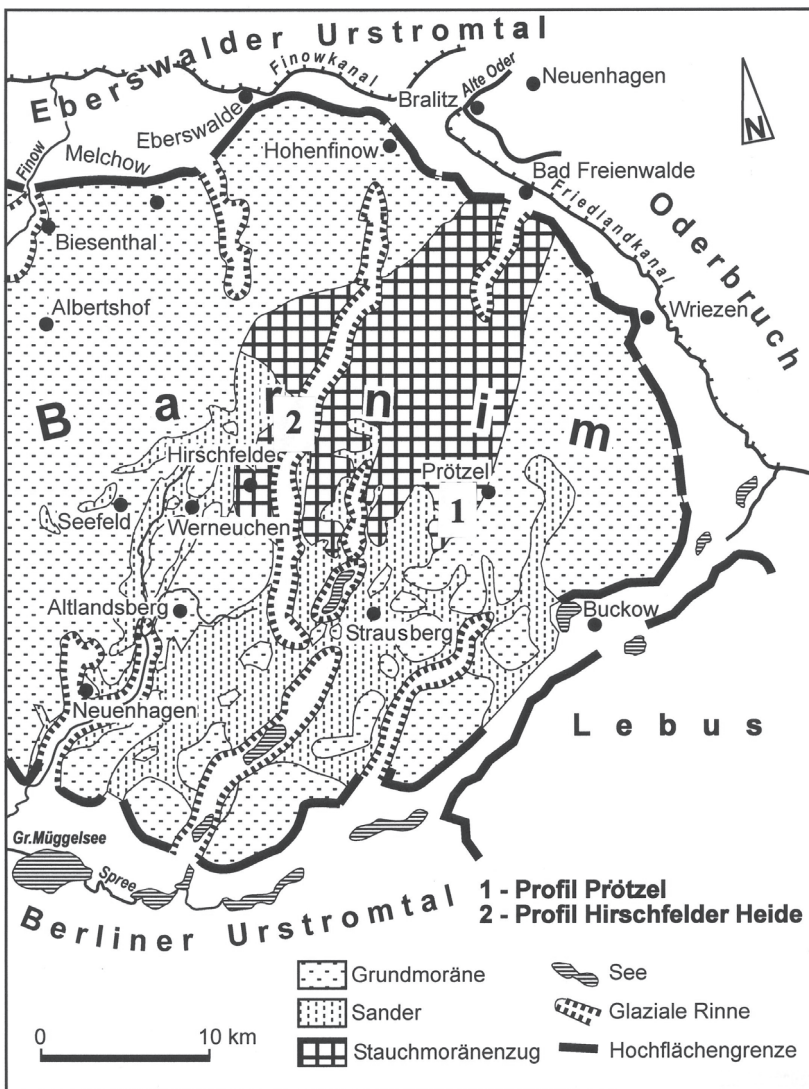 Eberswalder Urstromtal
Finowkanal
Neuenhagen
Alte Oder
Bralitz
N
Eberswalde
Finow
Melchow
Hohenfinow
Bad Freienwalde
Friedlandkanal
Oderbruch
Biesenthal
Albertshof
Wriezen
Barnim
2
Hirschfelde
Prötzel
1
Seefeld
Werneuchen
Altlandsberg
Strausberg
Buckow
Neuenhagen
Lebus
Gr.Müggelsee
Spree
Berliner Urstromtal
1 - Profil Prötzel
2 - Profil Hirschfelder Heide
Grundmoräne
See
Sander
Glaziale Rinne
0 10 km
Stauchmoränenzug
Hochflächengrenze